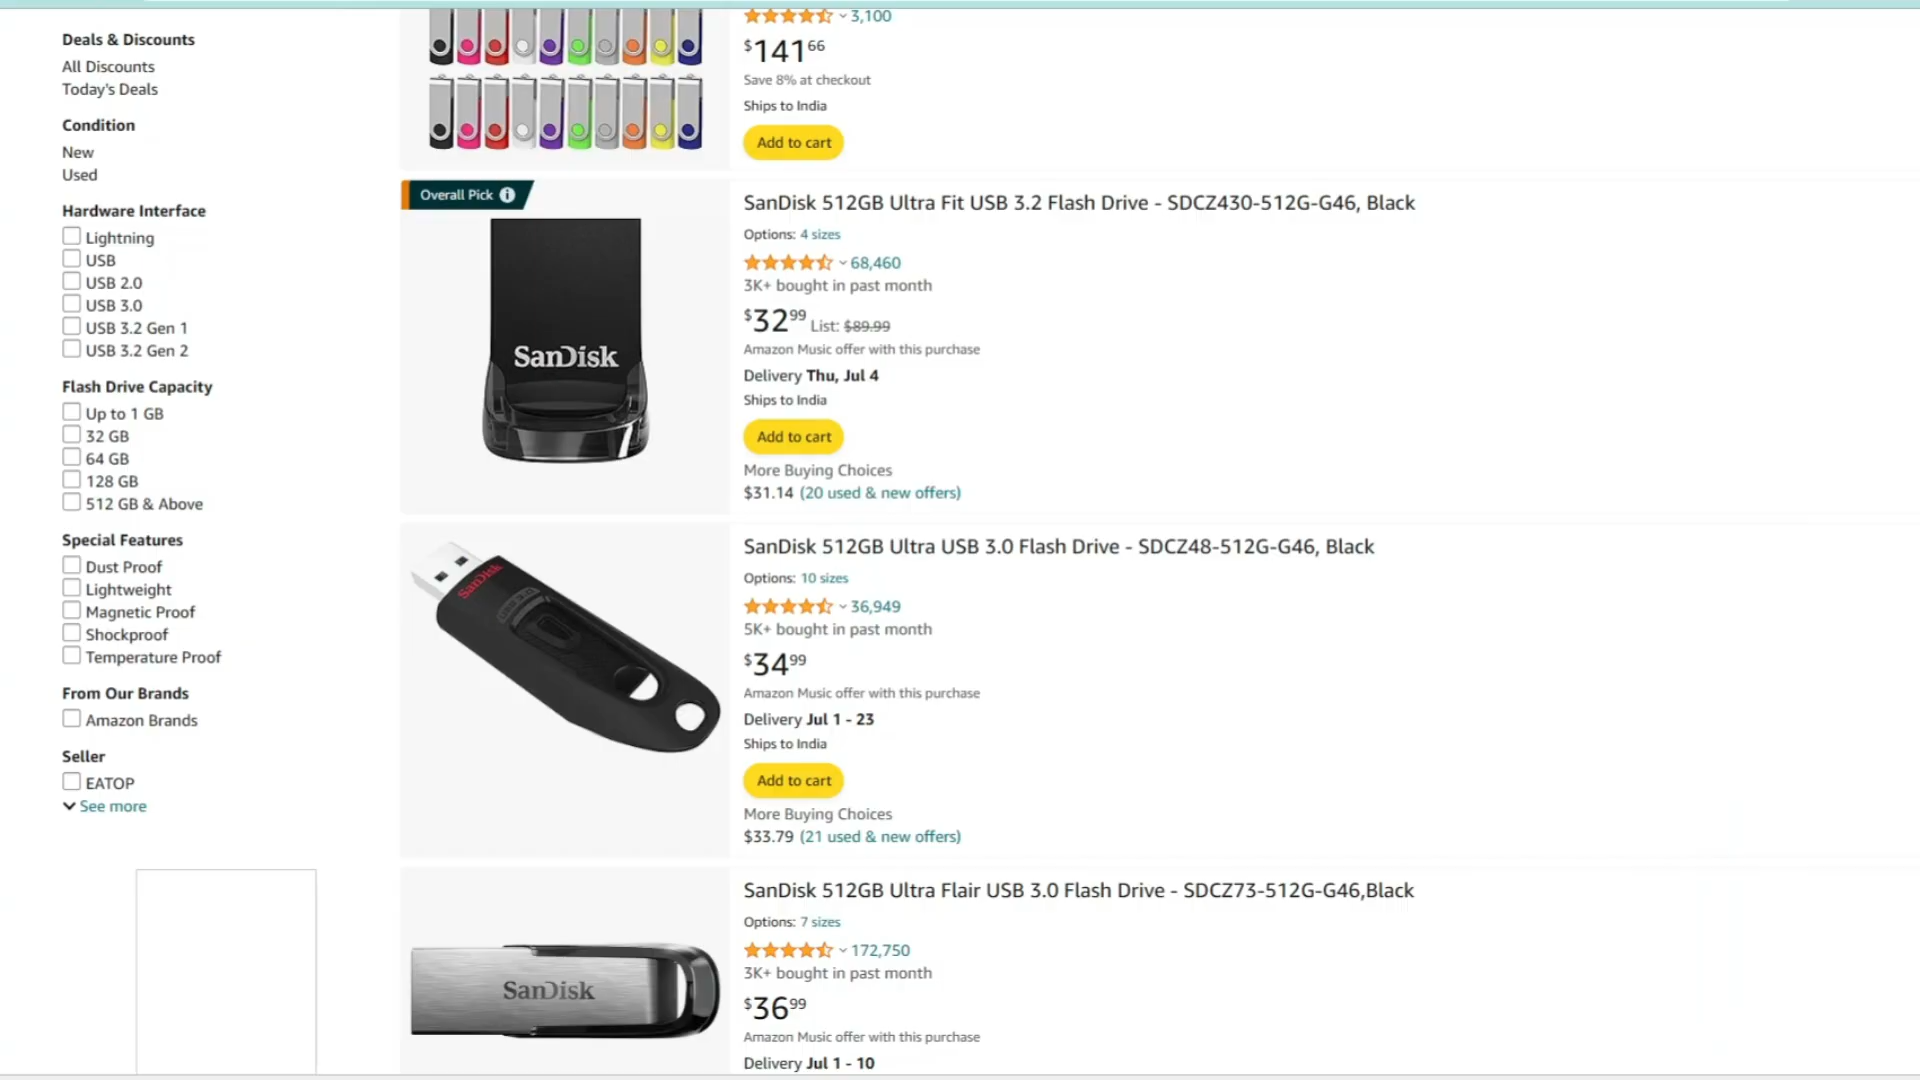 Deals & Discounts
All Discounts
Today's Deals
Condition
New
Used
Hardware Interface
Lightning
USB
USB 2.0
USB 3.0
USB 3.2 Gen 1
USB 3.2 Gen 2
Flash Drive Capacity
Up to 1 GB
32 GB
64 GB
128 GB
512 GB & Above
Special Features
Dust Proof
Lightweight
Magnetic Proof
Shockproof
Temperature Proof
From Our Brands
Amazon Brands
Seller
EATOP
See more
3,100
$141 66
Save 8% at checkout
Ships to India
Add to cart
Overall Pick
SanDisk
SanDisk 512GB Ultra Fit USB 3.2 Flash Drive - SDCZ430-512G-G46, Black
Options: 4 sizes
68,460
3K+ bought in past month
$32 99 List: $89.99
Amazon Music offer with this purchase
Delivery Thu, Jul 4
Ships to India
Add to cart
More Buying Choices
$31.14 (20 used & new offers)
SanDisk
SanDisk 512GB Ultra USB 3.0 Flash Drive - SDCZ48-512G-G46, Black
Options: 10 sizes
36,949
5K+ bought in past month
$34 99
Amazon Music offer with this purchase
Delivery Jul 1 - 23
Ships to India
Add to cart
More Buying Choices
$33.79 (21 used & new offers)
SanDisk
SanDisk 512GB Ultra Flair USB 3.0 Flash Drive - SDCZ73-512G-G46,Black
Options: 7 sizes
172,750
3K+ bought in past month
$36 99
Amazon Music offer with this purchase
Delivery Jul 1 - 10